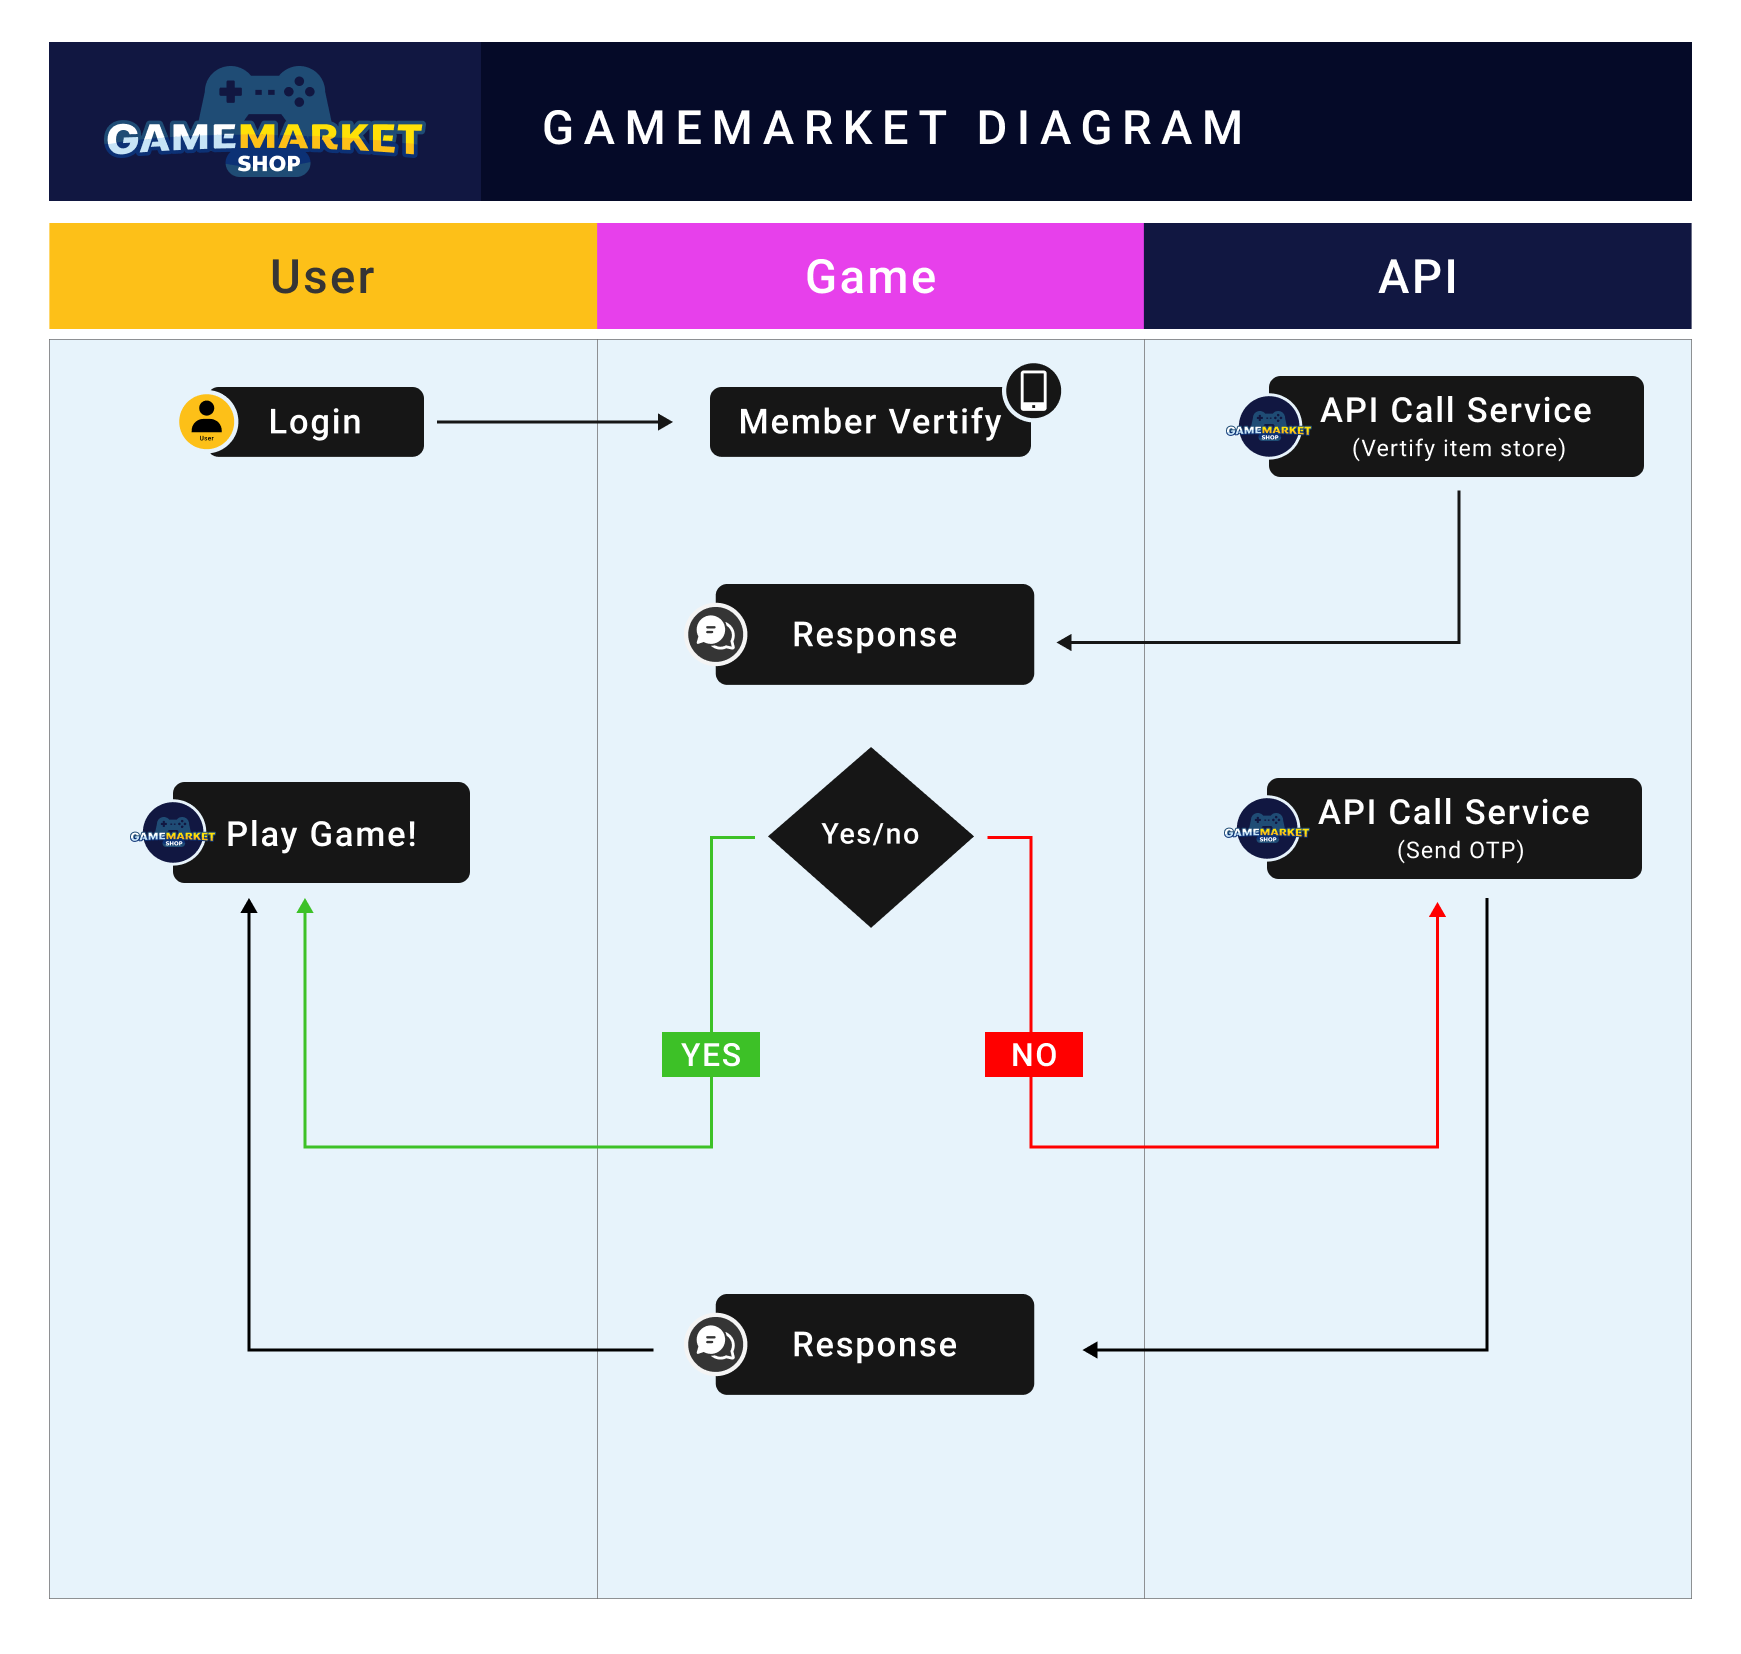 GAMEMARKET
SHOP
GAMEMARKET DIAGRAM
User
Game
API
Login
User
Member Vertify
GAMEMARKET
SHOP
API Call Service
(Vertify item store)
Response
GAMEMARKET
SHOP
Play Game!
Yes/no
GAMEMARKET
SHOP
API Call Service
(Send OTP)
YES
NO
Response